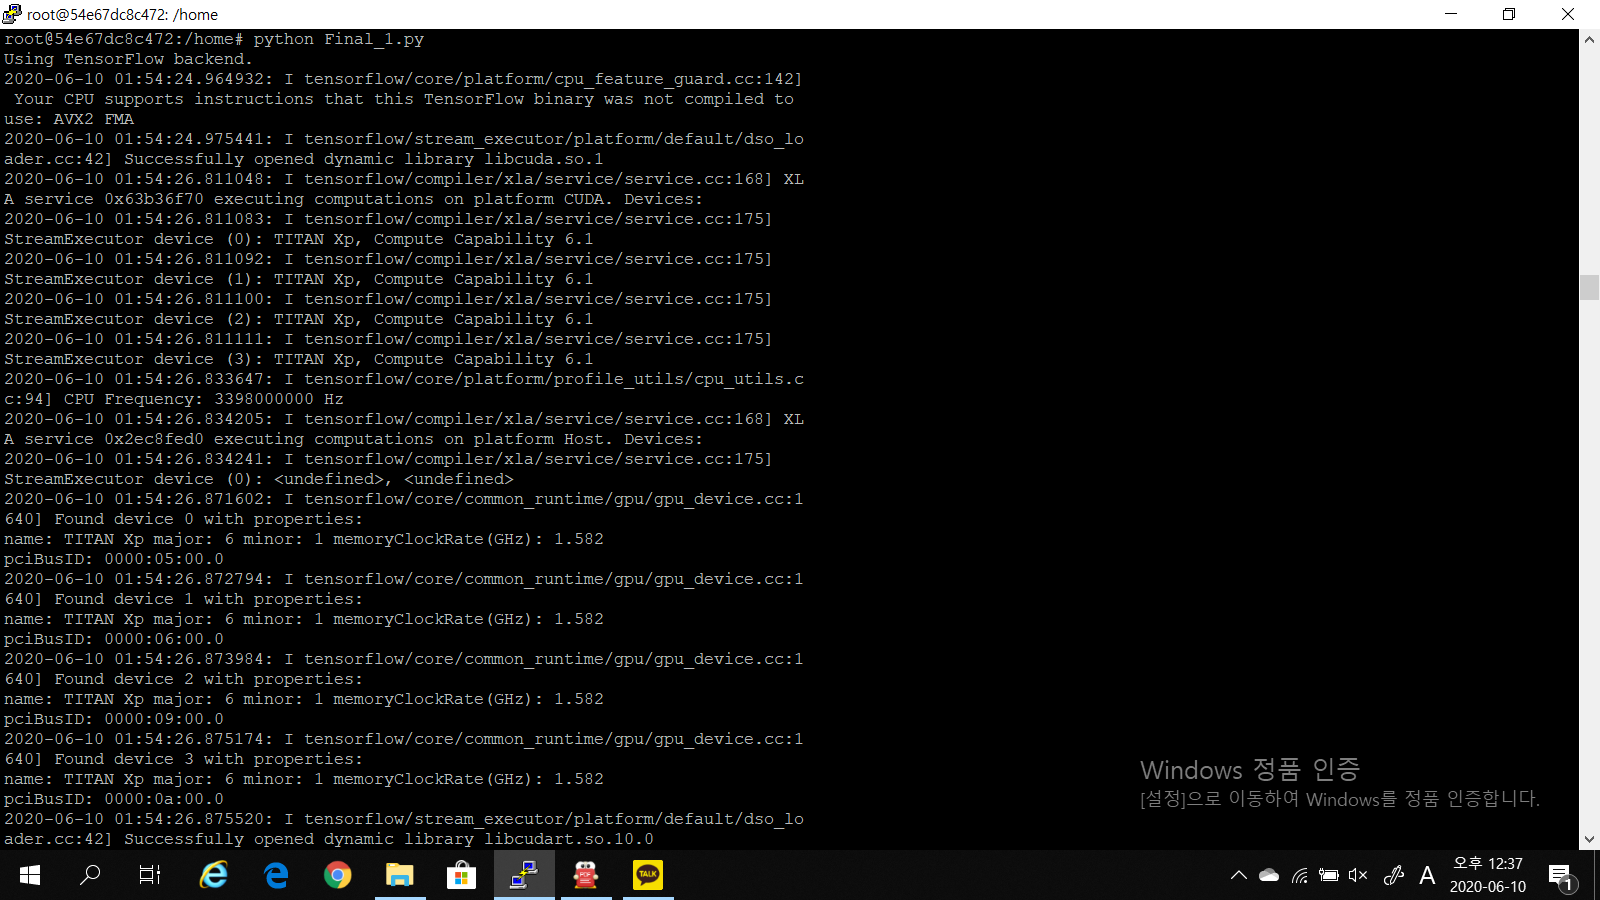 root@54e67dc8c472: /home
root@54e67dc8c472:/home# python Final_1.py
Using TensorFlow backend.
2020-06-10 01:54:24.964932: I tensorflow/core/platform/cpu_feature_guard.cc:142]
 Your CPU supports instructions that this TensorFlow binary was not compiled to
use: AVX2 FMA
2020-06-10 01:54:24.975441: I tensorflow/stream_executor/platform/default/dso_lo
ader.cc:42] Successfully opened dynamic library libcuda.so.1
2020-06-10 01:54:26.811048: I tensorflow/compiler/xla/service/service.cc:168] XL
A service 0x63b36f70 executing computations on platform CUDA. Devices:
2020-06-10 01:54:26.811083: I tensorflow/compiler/xla/service/service.cc:175]
StreamExecutor device (0): TITAN Xp, Compute Capability 6.1
2020-06-10 01:54:26.811092: I tensorflow/compiler/xla/service/service.cc:175]
StreamExecutor device (1): TITAN Xp, Compute Capability 6.1
2020-06-10 01:54:26.811100: I tensorflow/compiler/xla/service/service.cc:175]
StreamExecutor device (2): TITAN Xp, Compute Capability 6.1
2020-06-10 01:54:26.811111: I tensorflow/compiler/xla/service/service.cc:175]
StreamExecutor device (3): TITAN Xp, Compute Capability 6.1
2020-06-10 01:54:26.833647: I tensorflow/core/platform/profile_utils/cpu_utils.c
c:94] CPU Frequency: 3398000000 Hz
2020-06-10 01:54:26.834205: I tensorflow/compiler/xla/service/service.cc:168] XL
A service 0x2ec8fed0 executing computations on platform Host. Devices:
2020-06-10 01:54:26.834241: I tensorflow/compiler/xla/service/service.cc:175]
StreamExecutor device (0): <undefined>, <undefined>
2020-06-10 01:54:26.871602: I tensorflow/core/common_runtime/gpu/gpu_device.cc:1
640] Found device 0 with properties:
name: TITAN Xp major: 6 minor: 1 memoryClockRate(GHz): 1.582
pciBusID: 0000:05:00.0
2020-06-10 01:54:26.872794: I tensorflow/core/common_runtime/gpu/gpu_device.cc:1
640] Found device 1 with properties:
name: TITAN Xp major: 6 minor: 1 memoryClockRate(GHz): 1.582
pciBusID: 0000:06:00.0
2020-06-10 01:54:26.873984: I tensorflow/core/common_runtime/gpu/gpu_device.cc:1
640] Found device 2 with properties:
name: TITAN Xp major: 6 minor: 1 memoryClockRate(GHz): 1.582
pciBusID: 0000:09:00.0
2020-06-10 01:54:26.875174: I tensorflow/core/common_runtime/gpu/gpu_device.cc:1
640] Found device 3 with properties:
name: TITAN Xp major: 6 minor: 1 memoryClockRate(GHz): 1.582
pciBusID: 0000:0a:00.0
2020-06-10 01:54:26.875520: I tensorflow/stream_executor/platform/default/dso_lo
ader.cc:42] Successfully opened dynamic library libcudart.so.10.0
Windows 정품 인증
[설정]으로 이동하여 Windows를 정품 인증합니다.
PDF
TALK
A
오후 12:37
2020-06-10
1